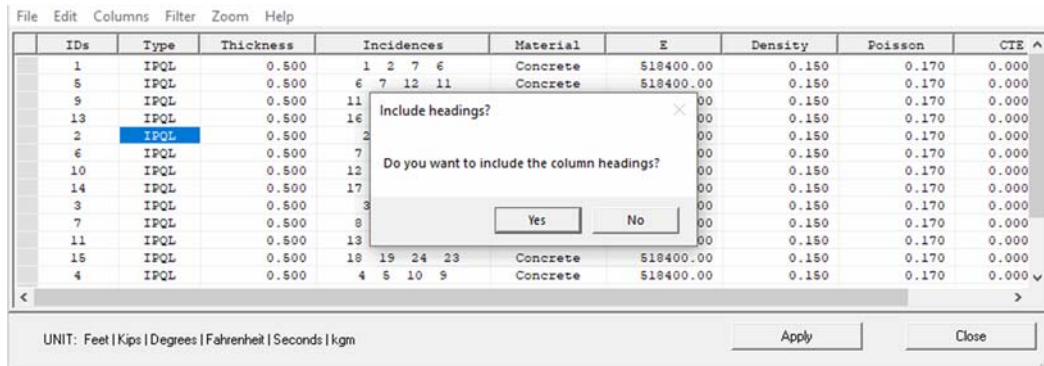 File Edit Columns Filter Zoom Help
IDs Type Thickness Incidences Material E Density Poisson CTE
1 IPQL 0.500 1 2 7 6 Concrete 518400.00 0.150 0.170 0.000
5 IPQL 0.500 6 7 12 11 Concrete 518400.00 0.150 0.170 0.000
9 IPQL 0.500 11 00 0.150 0.170 0.000
13 IPQL 0.500 16 00 0.150 0.170 0.000
2 IPQL 0.500 2 00 0.150 0.170 0.000
6 IPQL 0.500 7 00 0.150 0.170 0.000
10 IPQL 0.500 12 00 0.150 0.170 0.000
14 IPQL 0.500 17 00 0.150 0.170 0.000
3 IPQL 0.500 3 00 0.150 0.170 0.000
7 IPQL 0.500 8 00 0.150 0.170 0.000
11 IPQL 0.500 13 00 0.150 0.170 0.000
15 IPQL 0.500 18 19 24 23 Concrete 518400.00 0.150 0.170 0.000
4 IPQL 0.500 4 5 10 9 Concrete 518400.00 0.150 0.170 0.000
Include headings?
Do you want to include the column headings?
Yes No
UNIT: Feet | Kips | Degrees | Fahrenheit | Seconds | kgm
Apply Close